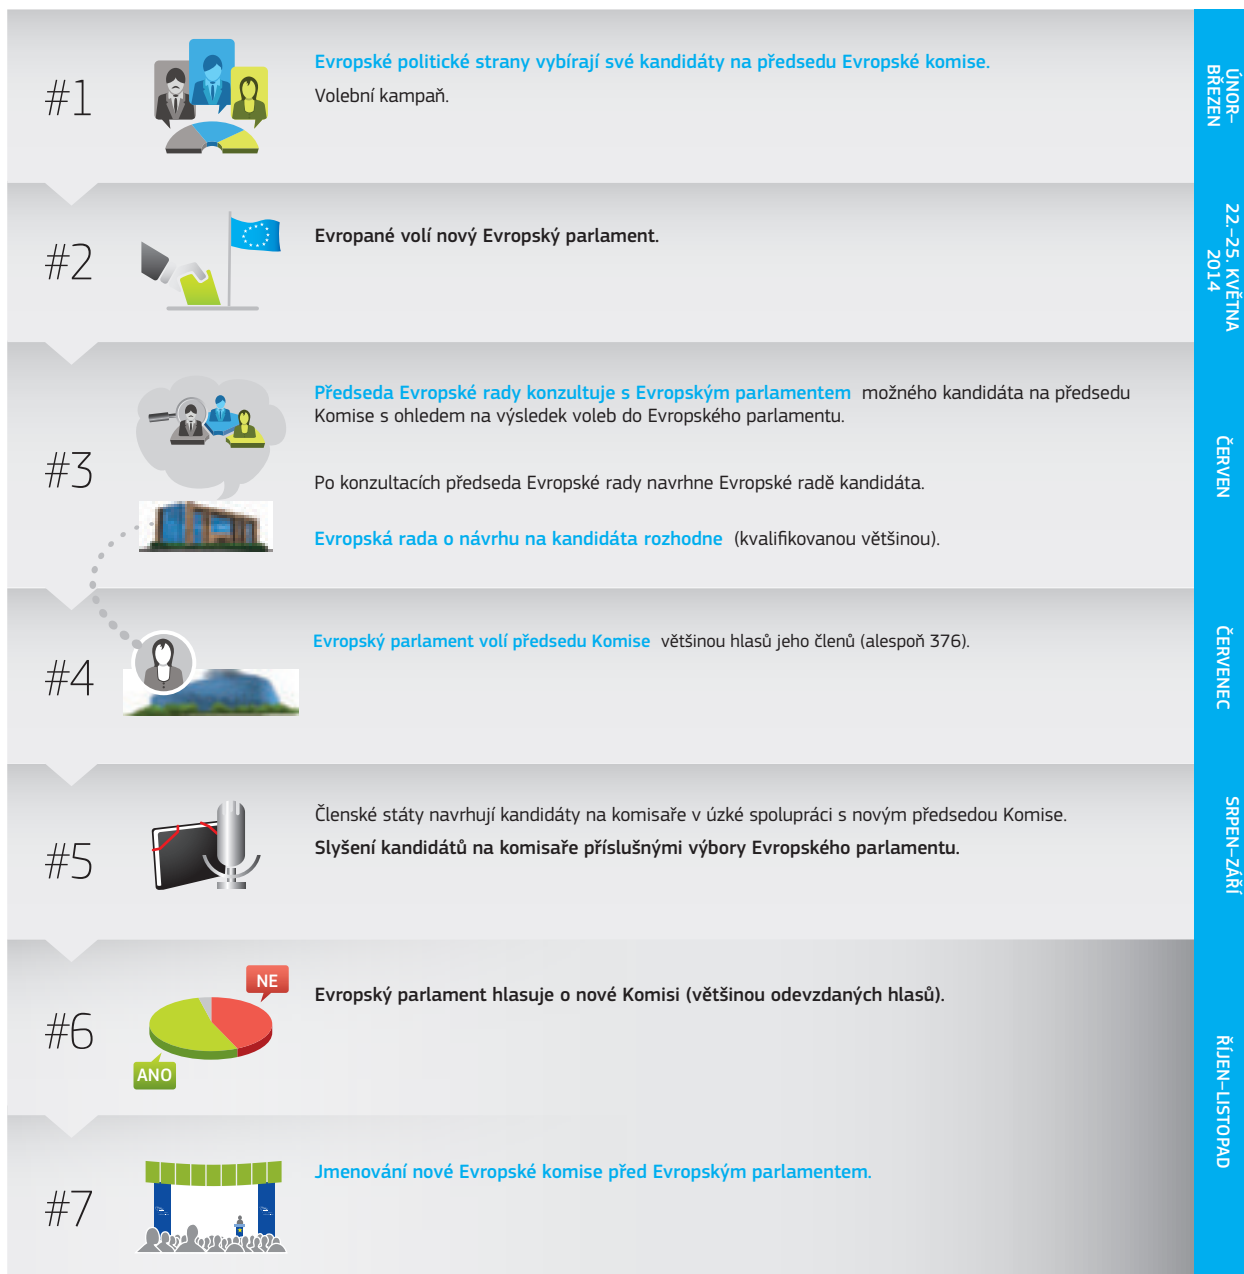 #1
Evropské politické strany vybírají své kandidáty na předsedu Evropské komise.
Volební kampaň.
ÚNOR–
BŘEZEN
#2
Evropané volí nový Evropský parlament.
22.–25. KVĚTNA
2014
#3
Předseda Evropské rady konzultuje s Evropským parlamentem možného kandidáta na předsedu
Komise s ohledem na výsledek voleb do Evropského parlamentu.
Po konzultacích předseda Evropské rady navrhne Evropské radě kandidáta.
Evropská rada o návrhu na kandidáta rozhodne (kvalifikovanou většinou).
ČERVEN
#4
Evropský parlament volí předsedu Komise většinou hlasů jeho členů (alespoň 376).
ČERVENEC
#5
Členské státy navrhují kandidáty na komisaře v úzké spolupráci s novým předsedou Komise.
Slyšení kandidátů na komisaře příslušnými výbory Evropského parlamentu.
SRPEN–ZÁŘÍ
#6
NE
ANO
Evropský parlament hlasuje o nové Komisi (většinou odevzdaných hlasů).
ŘÍJEN–LISTOPAD
#7
Jmenování nové Evropské komise před Evropským parlamentem.